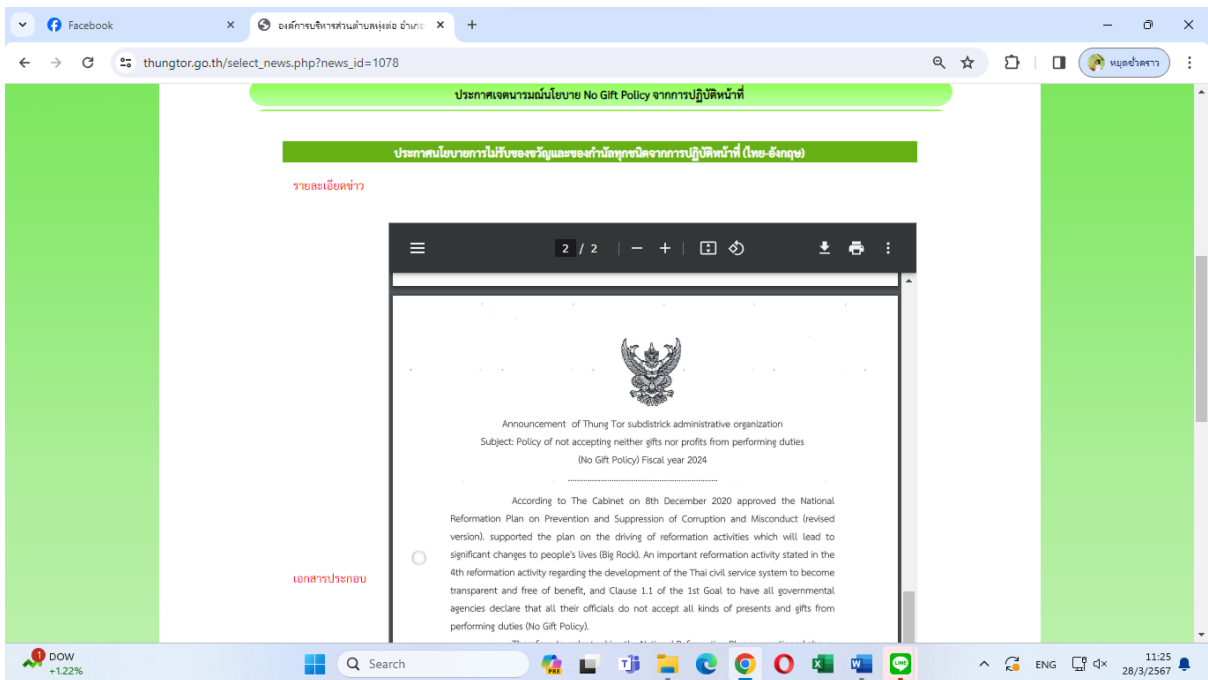 Facebook
องค์การบริหารส่วนตำบลทุ่งต่อ อำเภอ
thungtor.go.th/select_news.php?news_id=1078
หยุดชั่วคราว
ประกาศเจตนารมณ์นโยบาย No Gift Policy จากการปฏิบัติหน้าที่
ประกาศนโยบายการไม่รับของขวัญและของกำนัลทุกชนิดจากการปฏิบัติหน้าที่ (ไทย-อังกฤษ)
รายละเอียดข่าว
2 / 2
Announcement of Thung Tor subdistrick administrative organization
Subject: Policy of not accepting neither gifts nor profits from performing duties
(No Gift Policy) Fiscal year 2024
According to The Cabinet on 8th December 2020 approved the National
Reformation Plan on Prevention and Suppression of Corruption and Misconduct (revised
version), supported the plan on the driving of reformation activities which will lead to
significant changes to people's lives (Big Rock). An important reformation activity stated in the
4th reformation activity regarding the development of the Thai civil service system to become
transparent and free of benefit, and Clause 1.1 of the 1st Goal to have all governmental
agencies declare that all their officials do not accept all kinds of presents and gifts from
performing duties (No Gift Policy).
เอกสารประกอบ
1
DOW
+1.22%
Search
PRE
LINE
ENG
11:25
28/3/2567